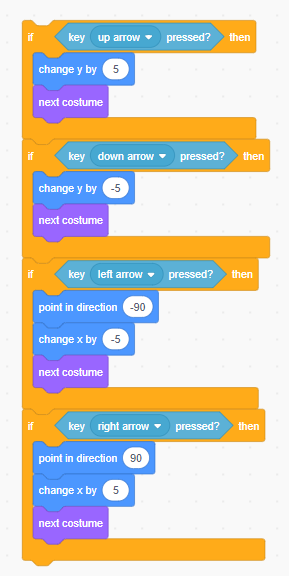 if key up arrow pressed? then
change y by 5
next costume
if key down arrow pressed? then
change y by -5
next costume
if key left arrow pressed? then
point in direction -90
change x by -5
next costume
if key right arrow pressed? then
point in direction 90
change x by 5
next costume